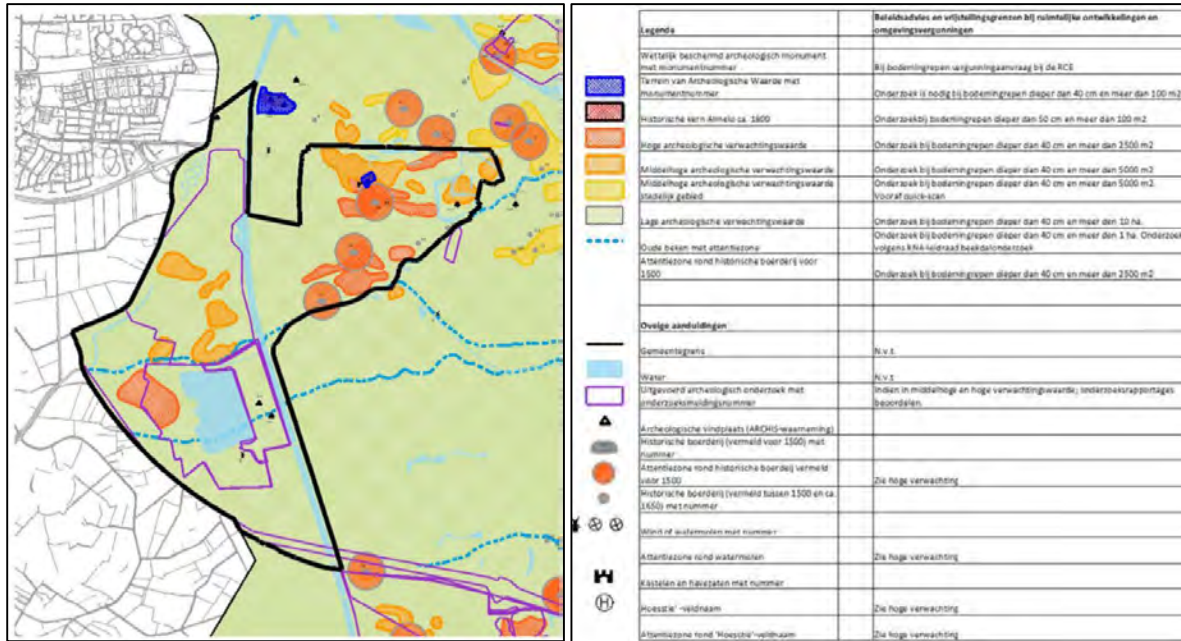 Legenda
Beleidsadvies en vrijstellingsgrenzen bij ruimtelijke ontwikkelingen en
omgevingsvergunningen
Wettelijk beschermd archeologisch monument
met monumentnummer
Bij bodemingrepen vergunningaanvraag bij de RCE
Terrein van Archeologische Waarde met
monumentnummer
Onderzoek is nodig bij bodemingrepen dieper dan 40 cm en meer dan 100 m2
Historische kern Almelo ca. 1600
Onderzoek bij bodemingrepen dieper dan 50 cm en meer dan 100 m2
Hoge archeologische verwachtingswaarde
Onderzoek bij bodemingrepen dieper dan 40 cm en meer dan 2500 m2
Middelhoge archeologische verwachtingswaarde
Onderzoek bij bodemingrepen dieper dan 40 cm en meer dan 5000 m2
Middelhoge archeologische verwachtingswaarde
stedelijk gebied
Onderzoek bij bodemingrepen dieper dan 40 cm en meer dan 5000 m2.
Vooraf quick-scan
Lage archeologische verwachtingswaarde
Onderzoek bij bodemingrepen dieper dan 40 cm en meer dan 10 ha.
Oude beken met attentiezone
Onderzoek bij bodemingrepen dieper dan 40 cm en meer dan 1 ha. Onderzoek
volgens KNA-leidraad beekdalonderzoek
Attentiezone rond historische boerderij voor
1500
Onderzoek bij bodemingrepen dieper dan 40 cm en meer dan 2500 m2
Overige aanduidingen
Gemeentegrens
N.v.t.
Water
N.v.t
Uitgevoerd archeologisch onderzoek met
onderzoeksmeldingsnummer
Indien in middelhoge en hoge verwachtingswaarde; onderzoeksrapportages
beoordelen.
Archeologische vindplaats (ARCHIS-waarneming)
Historische boerderij (vermeld voor 1500) met
nummer
Attentiezone rond historische boerderij vermeld
voor 1500
Zie hoge verwachting
Historische boerderij (vermeld tussen 1500 en ca.
1650) met nummer
Wind of watermolen met nummer
Attentiezone rond watermolen
Zie hoge verwachting
Kastelen en havezaten met nummer
H
'Hoesstie' -veldnaam
Zie hoge verwachting
Attentiezone rond 'Hoesstie'-veldnaam
Zie hoge verwachting